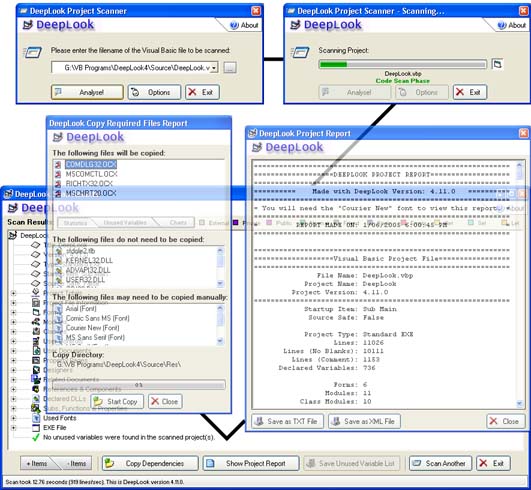 DeepLook Project Scanner
DeepLook
About
Please enter the filename of the Visual Basic file to be scanned:
G:\VB Programs\DeepLook4\Source\DeepLook.v
...
Analyse!
Options
Exit
DeepLook Project Scanner - Scanning...
DeepLook
About
Scanning Project:
DeepLook.vbp
Code Scan Phase
Analyse!
Options
Exit
DeepLook Copy Required Files Report
DeepLook
The following files will be copied:
COMDLG32.OCX
MSCOMCTL.OCX
RICHTX32.OCX
MSCHRT20.OCX
The following files do not need to be copied:
stdole2.tlb
KERNEL32.DLL
ADVAPI32.DLL
USER32.DLL
The following files may need to be copied manually:
Arial (Font)
Comic Sans MS (Font)
Courier New (Font)
MS Sans Serif (Font)
Copy Directory:
G:\VB Programs\DeepLook4\Source\Res\
0%
Start Copy
Close
DeepLook Project Report
DeepLook
DEEPLOOK PROJECT REPORT
Made with DeepLook Version: 4.11.0
= You will need the 'Courier New' font to view this report
REPORT MADE ON:
Visual Basic Project File
File Name: DeepLook.vbp
Project Name: DeepLook
Project Version: 4.11.0
Startup Item: Sub Main
Source Safe: False
Project Type: Standard EXE
Lines: 11026
Lines (No Blanks): 10111
Lines (Comment): 1153
Declared Variables: 736
Forms: 6
Modules: 11
Class Modules: 10
Save as TXT File
Save as XML File
Close
Scan Results
Statistics
Unused Variables
Charts
Designers
Related Documents
References & Components
Declared DLLs
Subs, Functions & Properties
Used Fonts
EXE File
No unused variables were found in the scanned project(s).
+ Items
- Items
Copy Dependencies
Show Project Report
Save Unused Variable List
Scan Another
Exit
Scan took 12.76 seconds (919 lines/sec). This is DeepLook version 4.11.0.